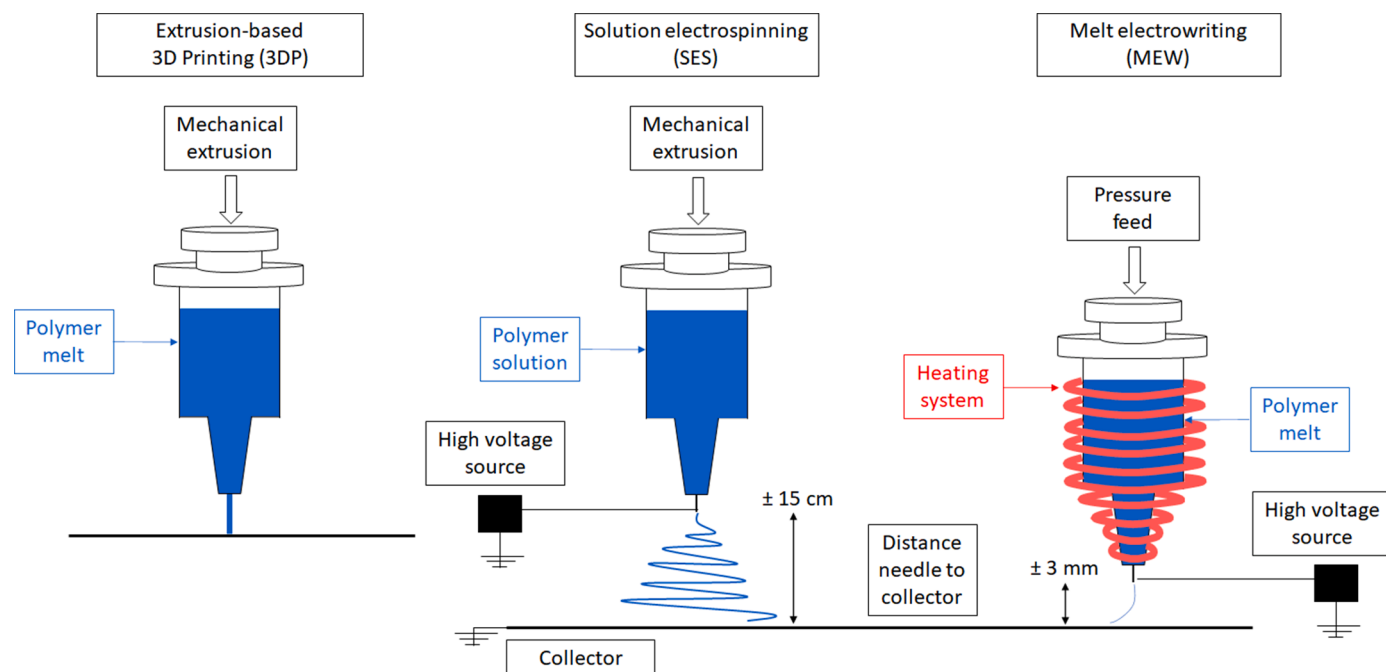 Extrusion-based
3D Printing (3DP)
Mechanical
extrusion
Polymer
melt
Solution electrospinning
(SES)
Mechanical
extrusion
Polymer
solution
High voltage
source
± 15 cm
Distance
needle to
collector
Collector
Melt electrowriting
(MEW)
Pressure
feed
Heating
system
Polymer
melt
High voltage
source
± 3 mm